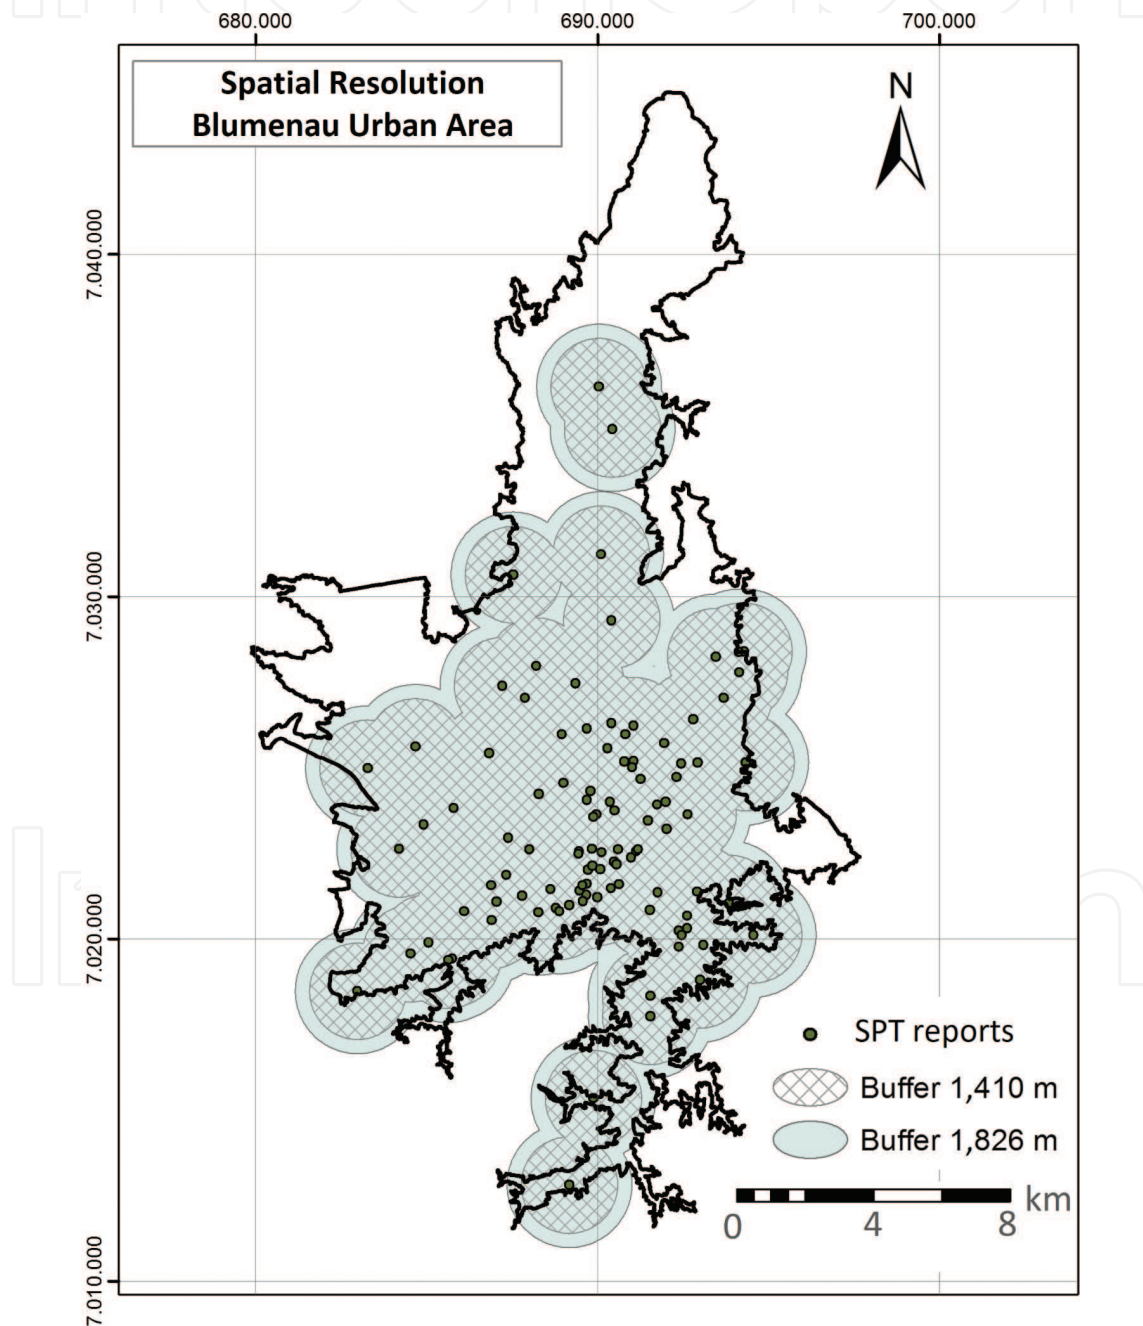 680.000 690.000 700.000
Spatial Resolution
Blumenau Urban Area
N
7.040.000
7.030.000
7.020.000
7.010.000
SPT reports
Buffer 1,410 m
Buffer 1,826 m
km
0 4 8